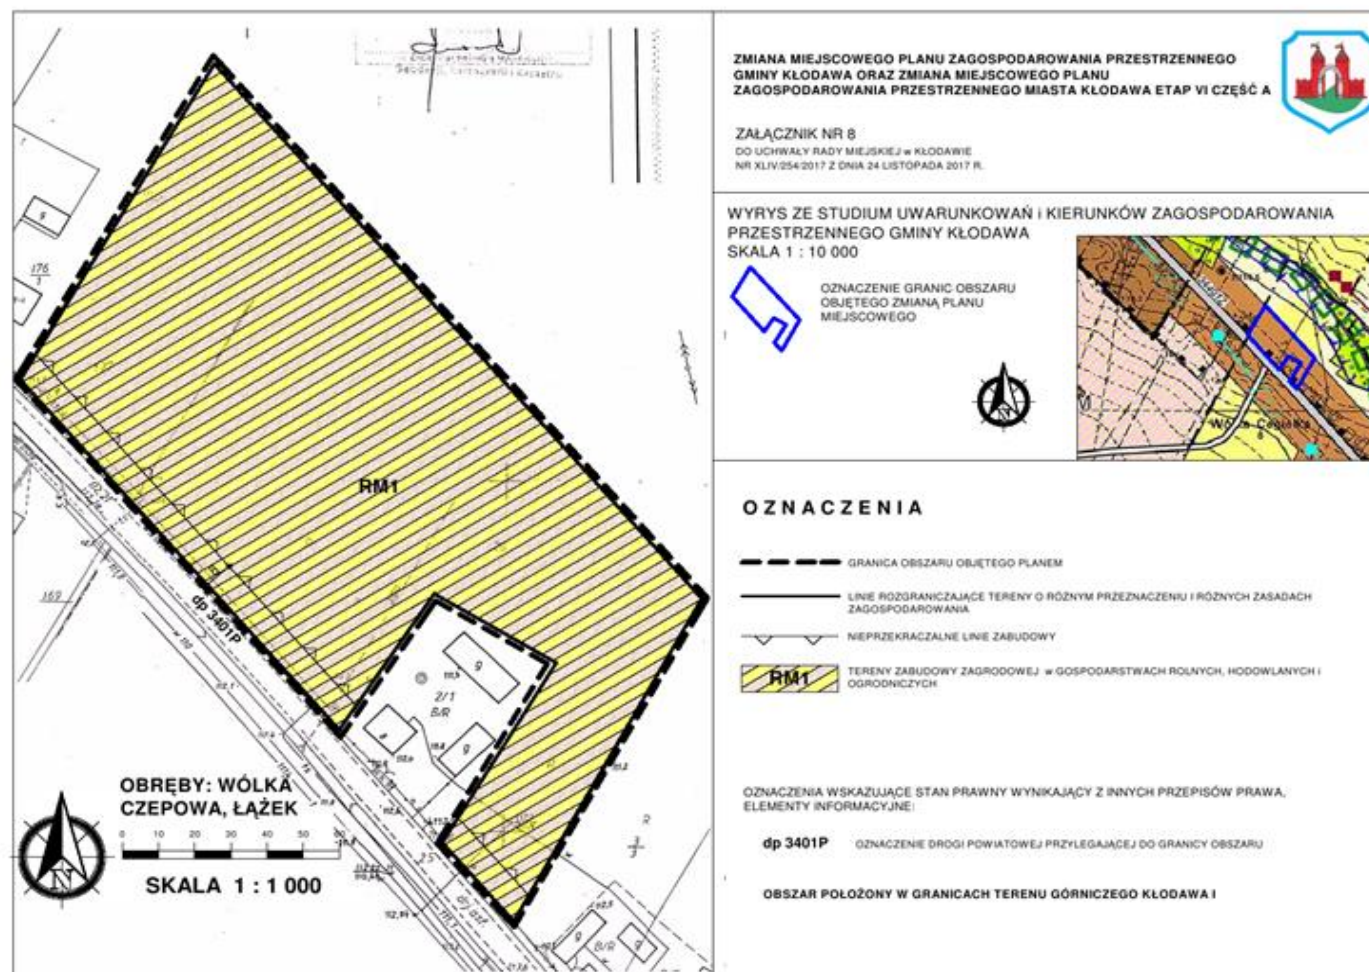 ZMIANA MIEJSCOWEGO PLANU ZAGOSPODAROWANIA PRZESTRZENNEGO
GMINY KŁODAWA ORAZ ZMIANA MIEJSCOWEGO PLANU
ZAGOSPODAROWANIA PRZESTRZENNEGO MIASTA KŁODAWA ETAP VI CZĘŚĆ A
ZAŁĄCZNIK NR 8
DO UCHWAŁY RADY MIEJSKIEJ w KŁODAWIE
NR XLIV/254/2017 Z DNIA 24 LISTOPADA 2017 R.
WYRYS ZE STUDIUM UWARUNKOWAŃ i KIERUNKÓW ZAGOSPODAROWANIA
PRZESTRZENNEGO GMINY KŁODAWA
SKALA 1 : 10 000
OZNACZENIE GRANIC OBSZARU
OBJĘTEGO ZMIANĄ PLANU
MIEJSCOWEGO
N
OZNACZENIA
GRANICA OBSZARU OBJĘTEGO PLANEM
LINIE ROZGRANICZAJĄCE TERENY O RÓŻNYM PRZEZNACZENIU I RÓŻNYCH ZASADACH
ZAGOSPODAROWANIA
NIEPRZEKRACZALNE LINIE ZABUDOWY
RM1 TERENY ZABUDOWY ZAGRODOWEJ w GOSPODARSTWACH ROLNYCH, HODOWLANYCH i
OGRODNICZYCH
OZNACZENIA WSKAZUJĄCE STAN PRAWNY WYNIKAJĄCY Z INNYCH PRZEPISÓW PRAWA,
ELEMENTY INFORMACYJNE:
dp 3401P OZNACZENIE DROGI POWIATOWEJ PRZYLEGAJĄCEJ DO GRANICY OBSZARU
OBSZAR POŁOŻONY W GRANICACH TERENU GÓRNICZEGO KŁODAWA I
g
176
1
RM1
169
dp 3401P
g
2/1
B/R
g
R
3
3
OBRĘBY: WÓLKA
CZEPOWA, ŁĄŻEK
0 10 20 30 40 50
SKALA 1 : 1 000
N
g
B/R
g